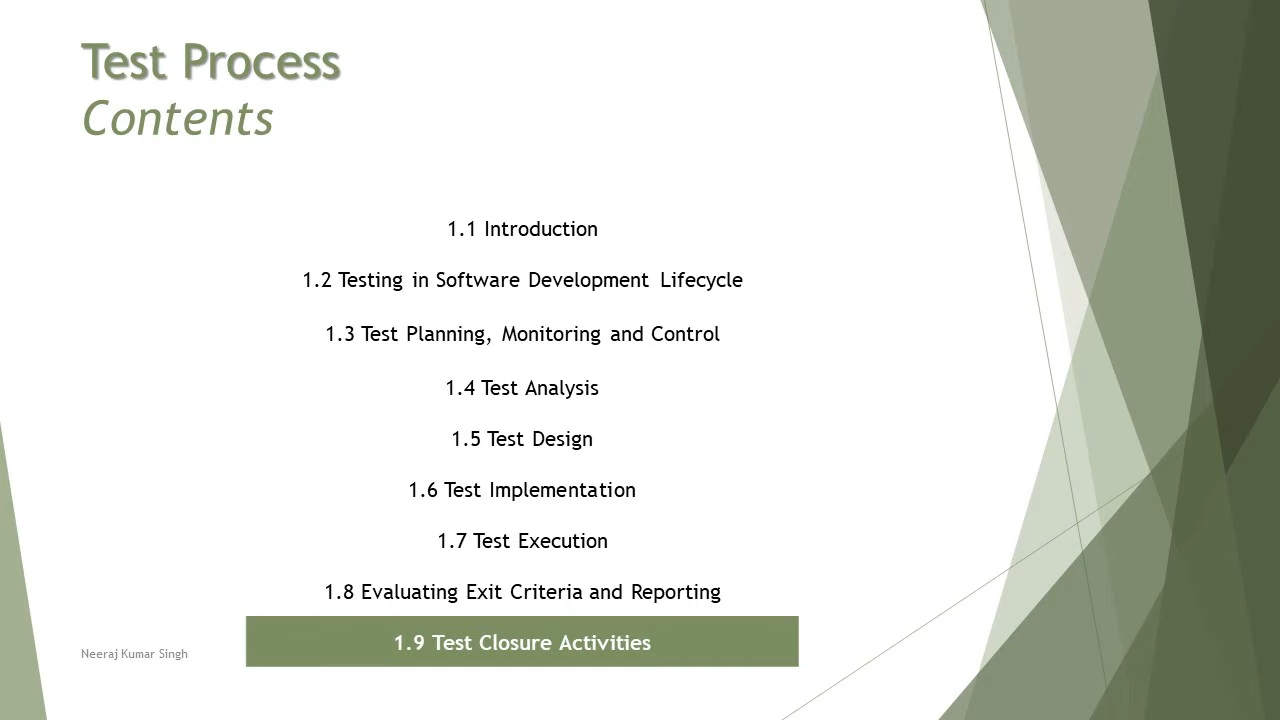 Test Process
Contents
1.1 Introduction
1.2 Testing in Software Development Lifecycle
1.3 Test Planning, Monitoring and Control
1.4 Test Analysis
1.5 Test Design
1.6 Test Implementation
1.7 Test Execution
1.8 Evaluating Exit Criteria and Reporting
1.9 Test Closure Activities
Neeraj Kumar Singh